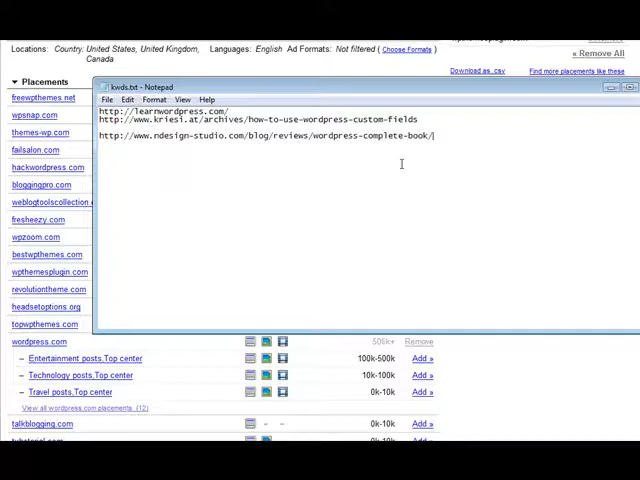 Locations: Country: United States, United Kingdom, Canada
Languages: English
Ad Formats: Not filtered (Choose Formats)
« Remove All
Download as .csv
Find more placements like these
Placements
kwds.txt - Notepad
File Edit Format View Help
http://learnwordpress.com/
http://www.kriesi.at/archives/how-to-use-wordpress-custom-fields
http://www.ndesign-studio.com/blog/reviews/wordpress-complete-book/
freewpthemes.net
wpsnap.com
themes-wp.com
failsalon.com
hackwordpress.com
bloggingpro.com
weblogtoolscollection.
fresheezy.com
wpzoom.com
bestwpthemes.com
wpthemesplugin.com
revolutiontheme.com
headsetoptions.org
topwpthemes.com
wordpress.com 506k+ Remove
– Entertainment posts,Top center 100k-500k Add »
– Technology posts,Top center 10k-100k Add »
– Travel posts,Top center 0k-10k Add »
View all wordpress.com placements (12)
talkblogging.com - - 0k-10k Add »
0k-10k Add »